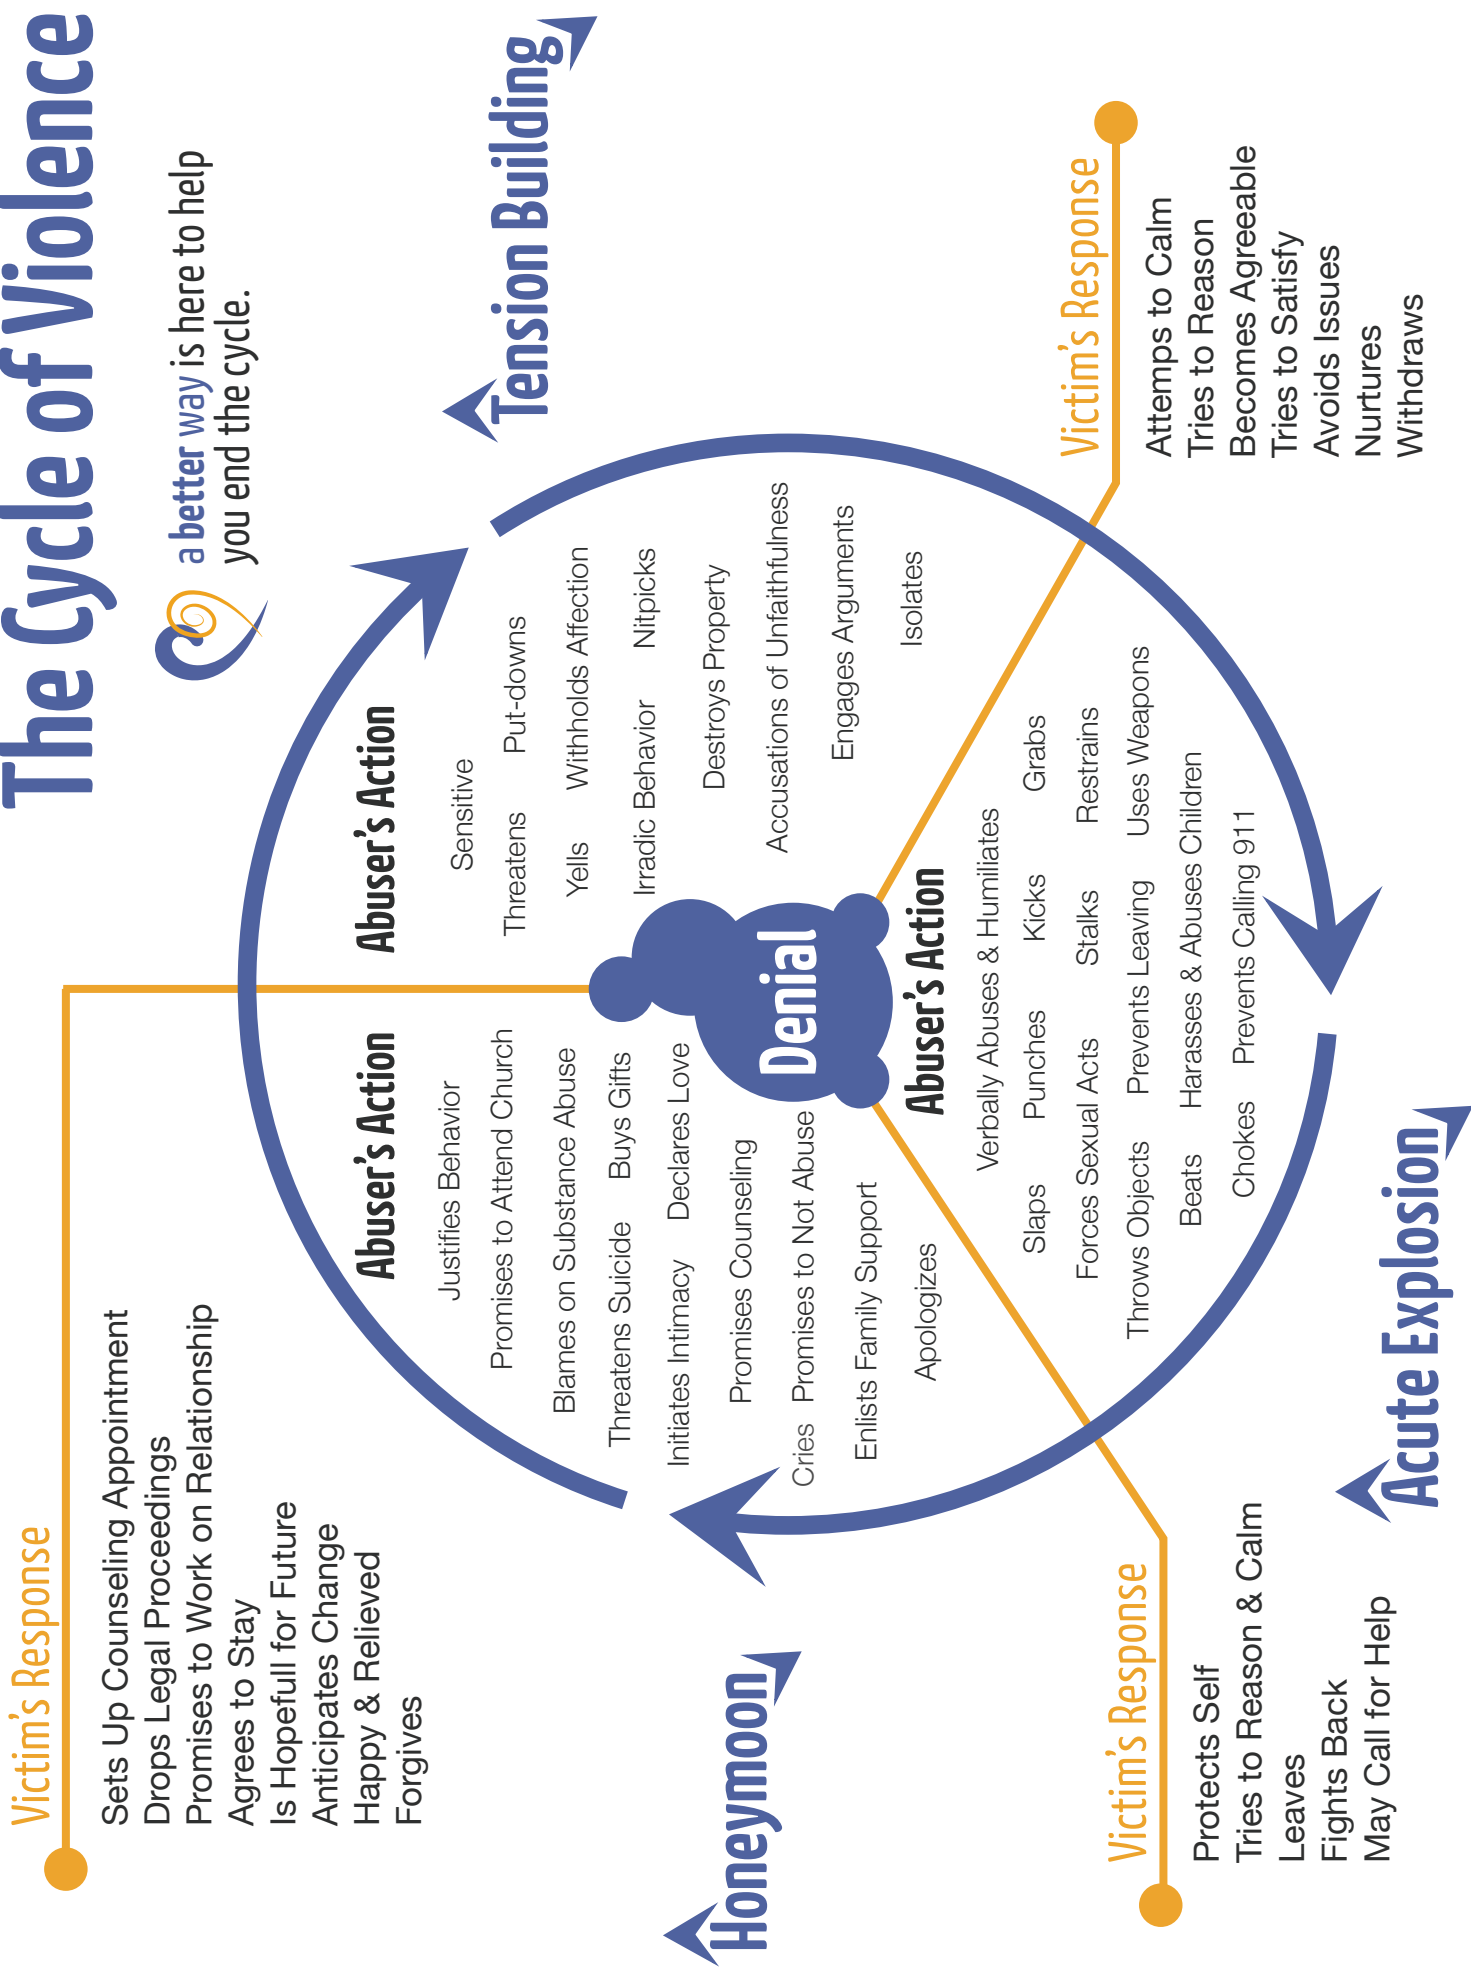 The Cycle of Violence
a better way is here to help
you end the cycle.
Victim's Response
Sets Up Counseling Appointment
Drops Legal Proceedings
Promises to Work on Relationship
Agrees to Stay
Is Hopefull for Future
Anticipates Change
Happy & Relieved
Forgives
Honeymoon
Abuser's Action
Justifies Behavior
Promises to Attend Church
Blames on Substance Abuse
Threatens Suicide Buys Gifts
Initiates Intimacy Declares Love
Promises Counseling
Cries Promises to Not Abuse
Enlists Family Support
Apologizes
Abuser's Action
Sensitive
Threatens Put-downs
Yells Withholds Affection
Irradic Behavior Nitpicks
Destroys Property
Accusations of Unfaithfulness
Engages Arguments
Isolates
Tension Building
Denial
Abuser's Action
Verbally Abuses & Humiliates
Slaps Punches Kicks Grabs
Forces Sexual Acts Stalks Restrains
Throws Objects Prevents Leaving Uses Weapons
Beats Harasses & Abuses Children
Chokes Prevents Calling 911
Victim's Response
Attemps to Calm
Tries to Reason
Becomes Agreeable
Tries to Satisfy
Avoids Issues
Nurtures
Withdraws
Victim's Response
Protects Self
Tries to Reason & Calm
Leaves
Fights Back
May Call for Help
Acute Explosion